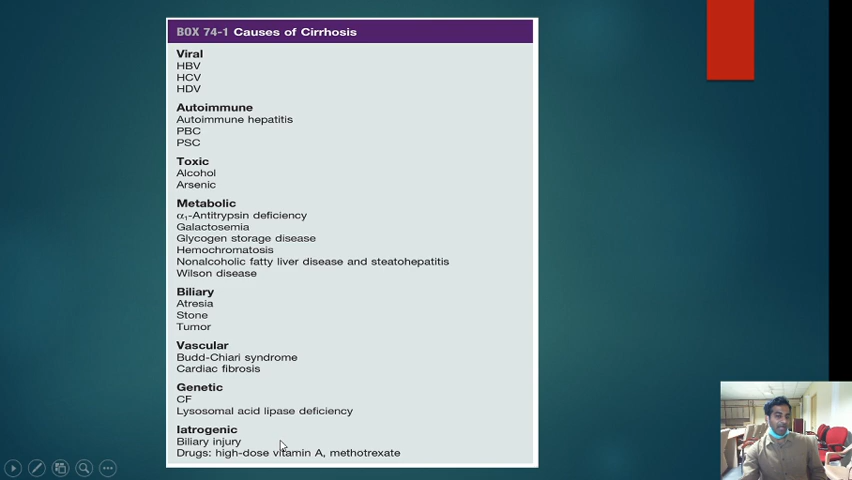 BOX 74-1 Causes of Cirrhosis
Viral
HBV
HCV
HDV
Autoimmune
Autoimmune hepatitis
PBC
PSC
Toxic
Alcohol
Arsenic
Metabolic
α₁-Antitrypsin deficiency
Galactosemia
Glycogen storage disease
Hemochromatosis
Nonalcoholic fatty liver disease and steatohepatitis
Wilson disease
Biliary
Atresia
Stone
Tumor
Vascular
Budd-Chiari syndrome
Cardiac fibrosis
Genetic
CF
Lysosomal acid lipase deficiency
Iatrogenic
Biliary injury
Drugs: high-dose vitamin A, methotrexate